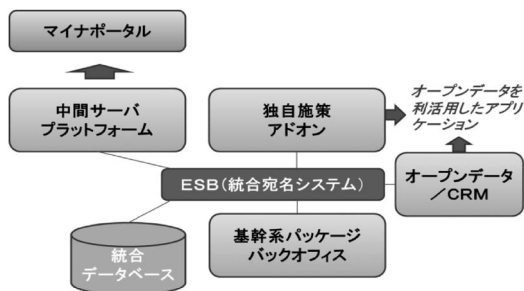 マイナポータル
中間サーバ
プラットフォーム
独自施策
アドオン
オープンデータを
利活用したアプリ
ケーション
ESB(統合宛名システム)
オープンデータ
/CRM
統合
データベース
基幹系パッケージ
バックオフィス